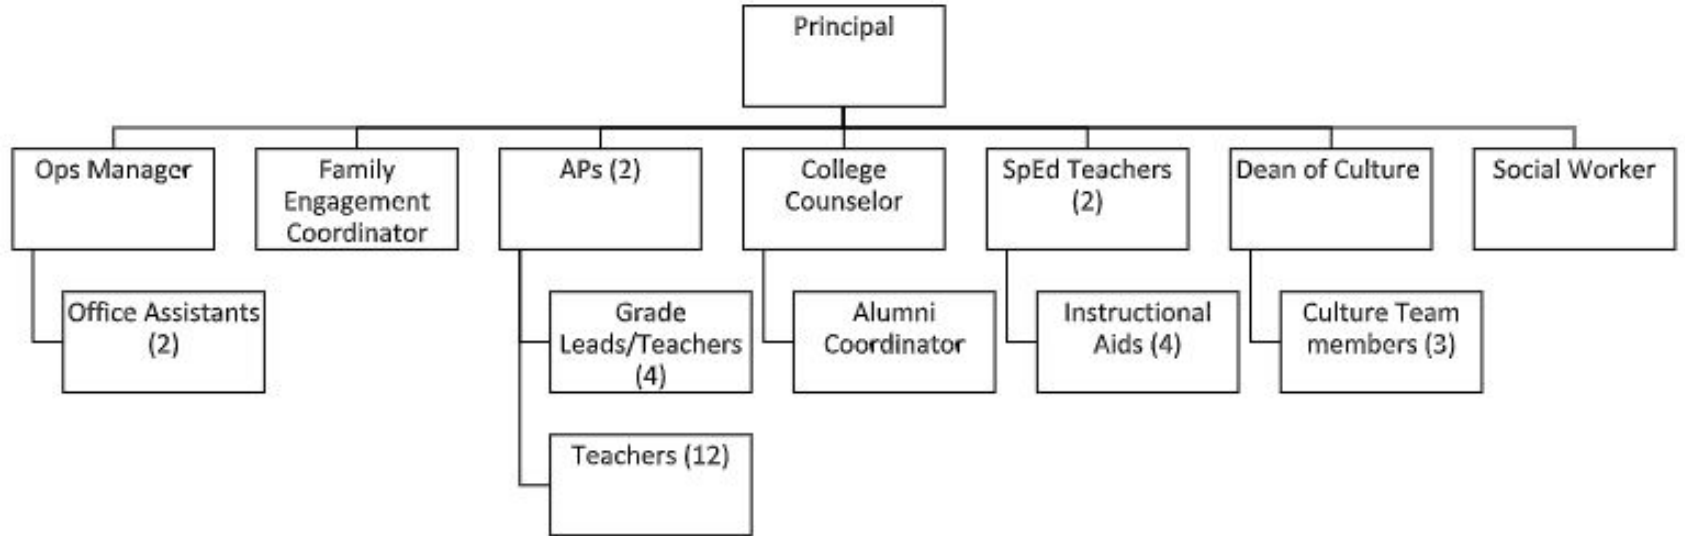 Principal
Ops Manager
Family
Engagement
Coordinator
APs (2)
College
Counselor
SpEd Teachers
(2)
Dean of Culture
Social Worker
Office Assistants
(2)
Grade
Leads/Teachers
(4)
Alumni
Coordinator
Instructional
Aids (4)
Culture Team
members (3)
Teachers (12)